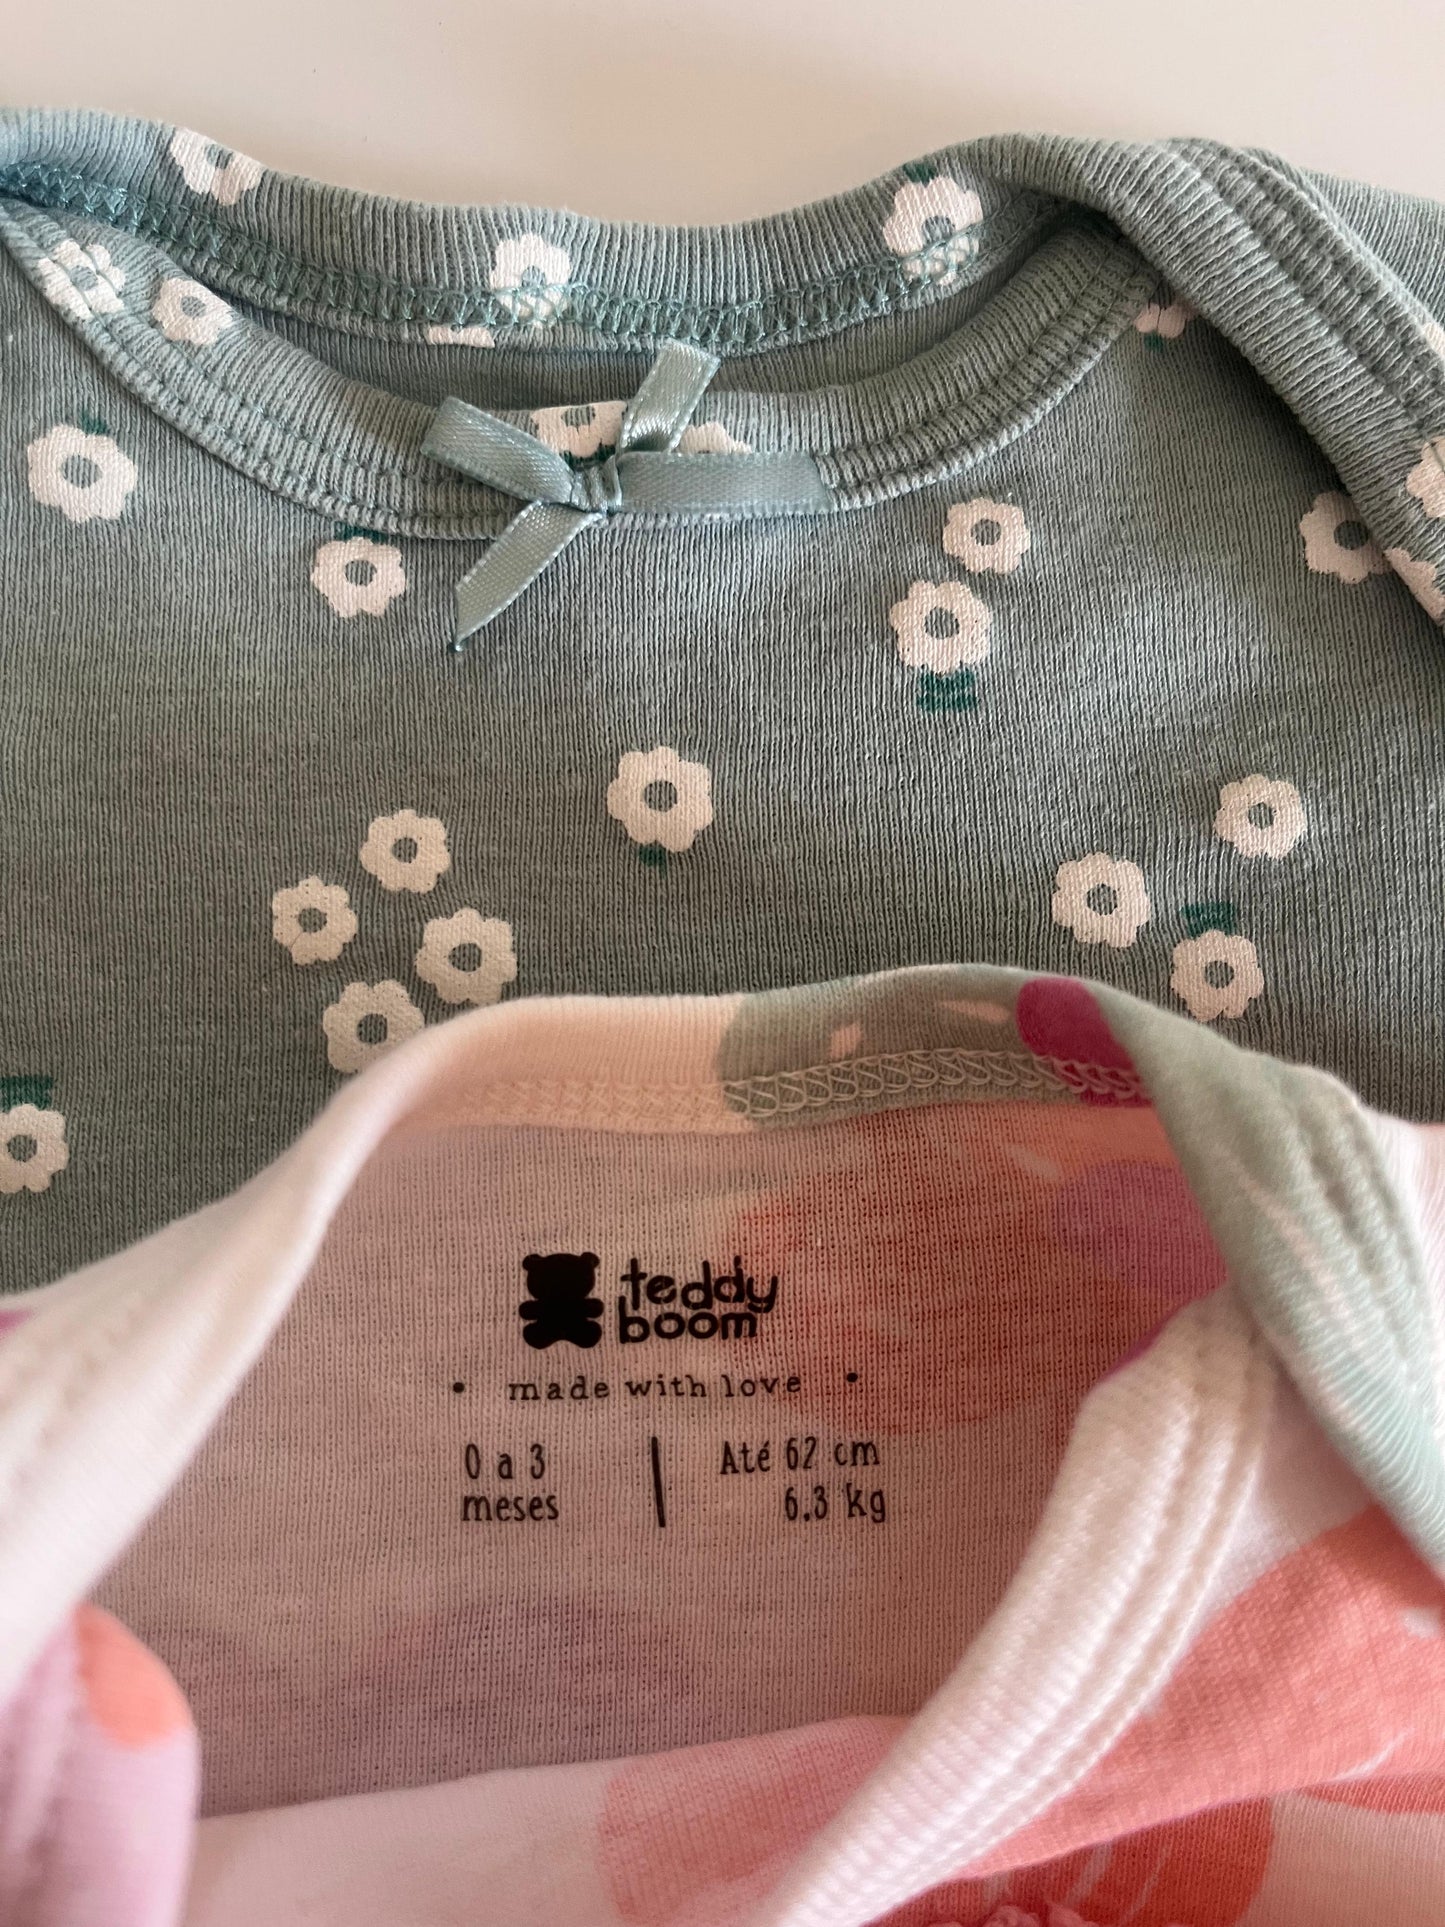 teddy
boom
• made with love •
0 a 3
meses
Até 62 cm
6.3 kg